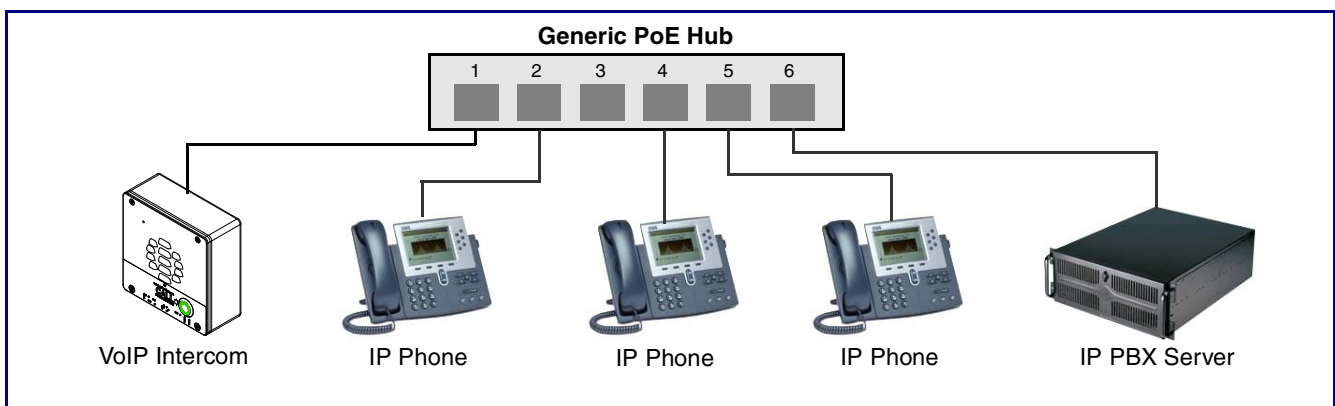 Generic PoE Hub
1 2 3 4 5 6
VoIP Intercom IP Phone IP Phone IP Phone IP PBX Server